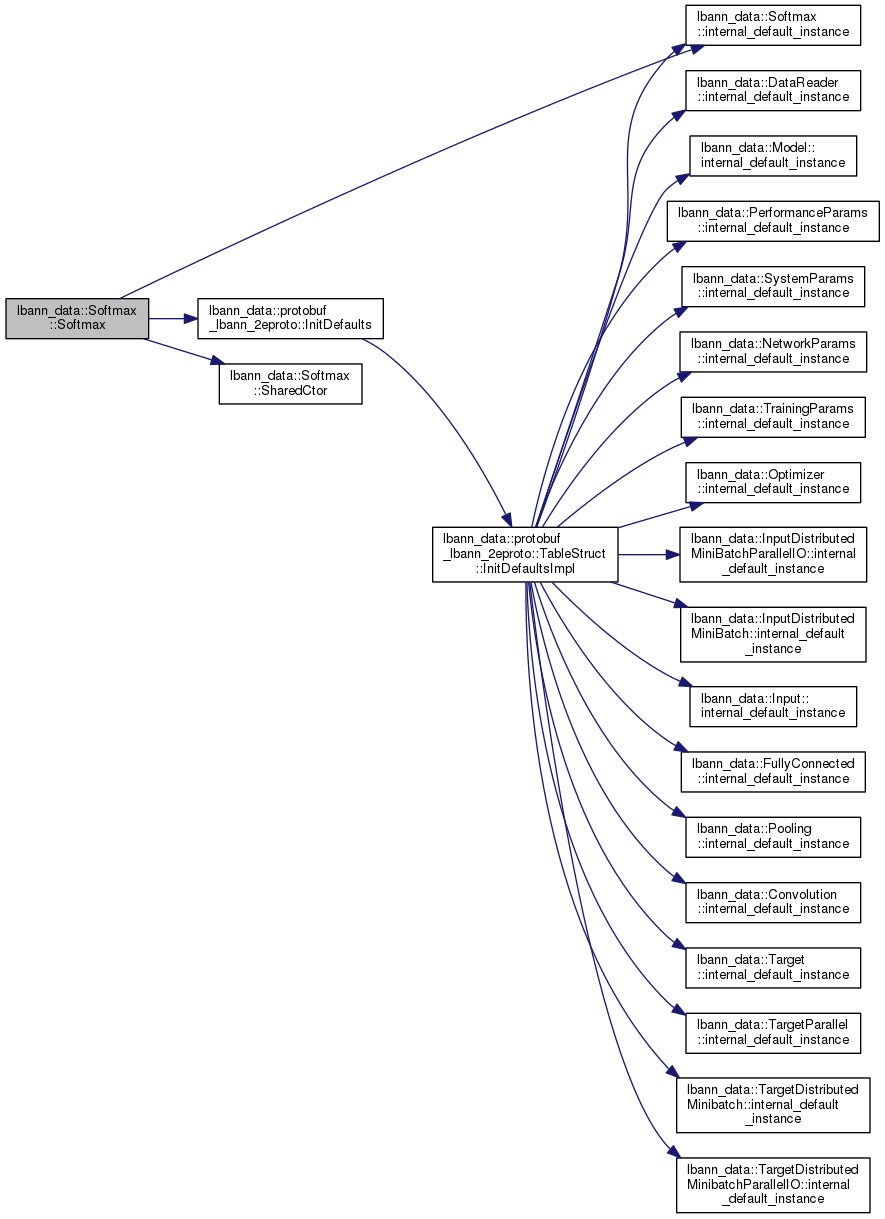 lbann_data::Softmax
::Softmax
lbann_data::protobuf
_lbann_2eproto::InitDefaults
lbann_data::Softmax
::SharedCtor
lbann_data::protobuf
_lbann_2eproto::TableStruct
::InitDefaultsImpl
lbann_data::Softmax
::internal_default_instance
lbann_data::DataReader
::internal_default_instance
lbann_data::Model::
internal_default_instance
lbann_data::PerformanceParams
::internal_default_instance
lbann_data::SystemParams
::internal_default_instance
lbann_data::NetworkParams
::internal_default_instance
lbann_data::TrainingParams
::internal_default_instance
lbann_data::Optimizer
::internal_default_instance
lbann_data::InputDistributed
MiniBatchParallelIO::internal
_default_instance
lbann_data::InputDistributed
MiniBatch::internal_default
_instance
lbann_data::Input::
internal_default_instance
lbann_data::FullyConnected
::internal_default_instance
lbann_data::Pooling
::internal_default_instance
lbann_data::Convolution
::internal_default_instance
lbann_data::Target
::internal_default_instance
lbann_data::TargetParallel
::internal_default_instance
lbann_data::TargetDistributed
Minibatch::internal_default
_instance
lbann_data::TargetDistributed
MinibatchParallelIO::internal
_default_instance